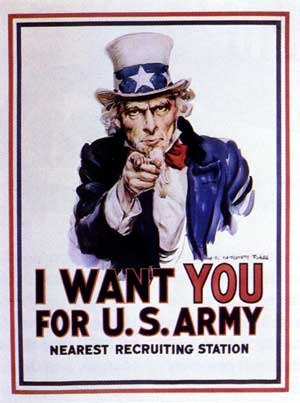 I WANT YOU
FOR U.S. ARMY
NEAREST RECRUITING STATION